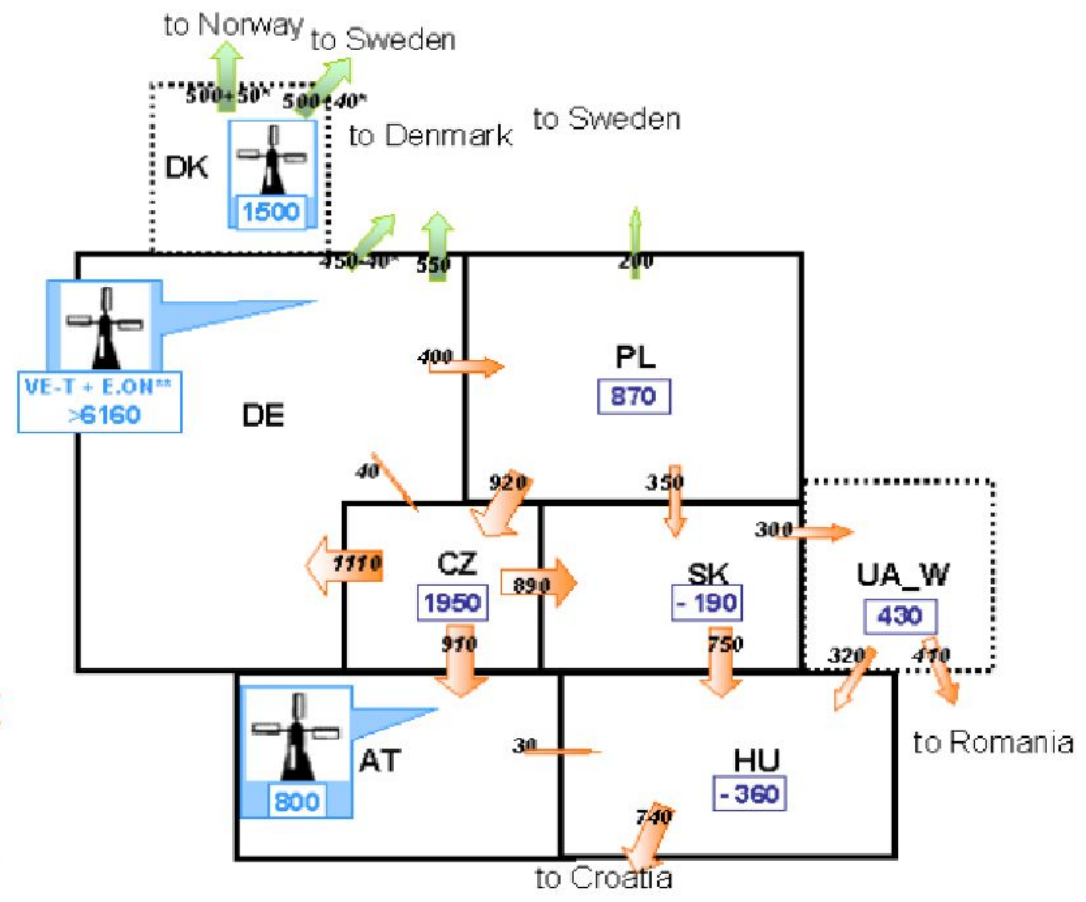 to Norway
to Sweden
500+50*
500+40*
to Denmark
to Sweden
DK
1500
450-40*
550
200
400
PL
870
VE-T + E.ON**
>6160
DE
40
920
350
300
1110
CZ
1950
890
SK
- 190
UA_W
430
910
750
320
410
AT
800
30
HU
- 360
to Romania
740
to Croatia